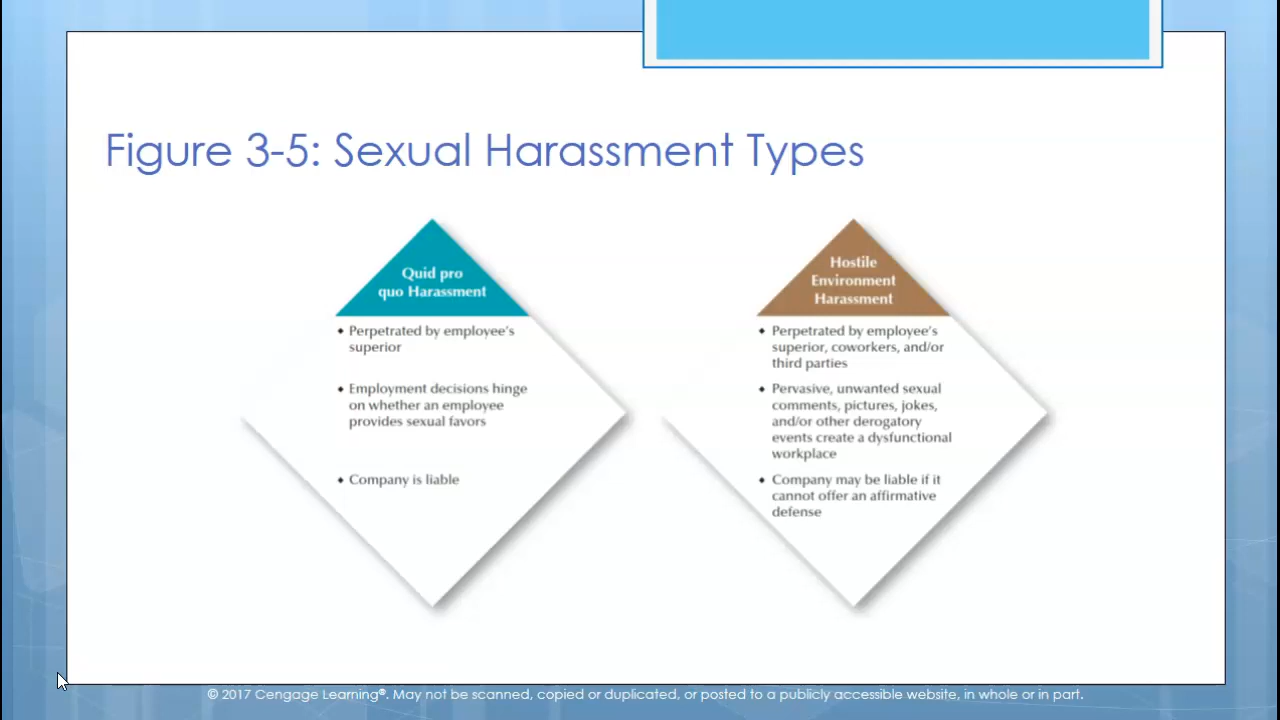 Figure 3-5: Sexual Harassment Types
Quid pro
quo Harassment
• Perpetrated by employee's
superior
• Employment decisions hinge
on whether an employee
provides sexual favors
• Company is liable
Hostile
Environment
Harassment
• Perpetrated by employee's
superior, coworkers, and/or
third parties
• Pervasive, unwanted sexual
comments, pictures, jokes,
and/or other derogatory
events create a dysfunctional
workplace
• Company may be liable if it
cannot offer an affirmative
defense
© 2017 Cengage Learning®. May not be scanned, copied or duplicated, or posted to a publicly accessible website, in whole or in part.